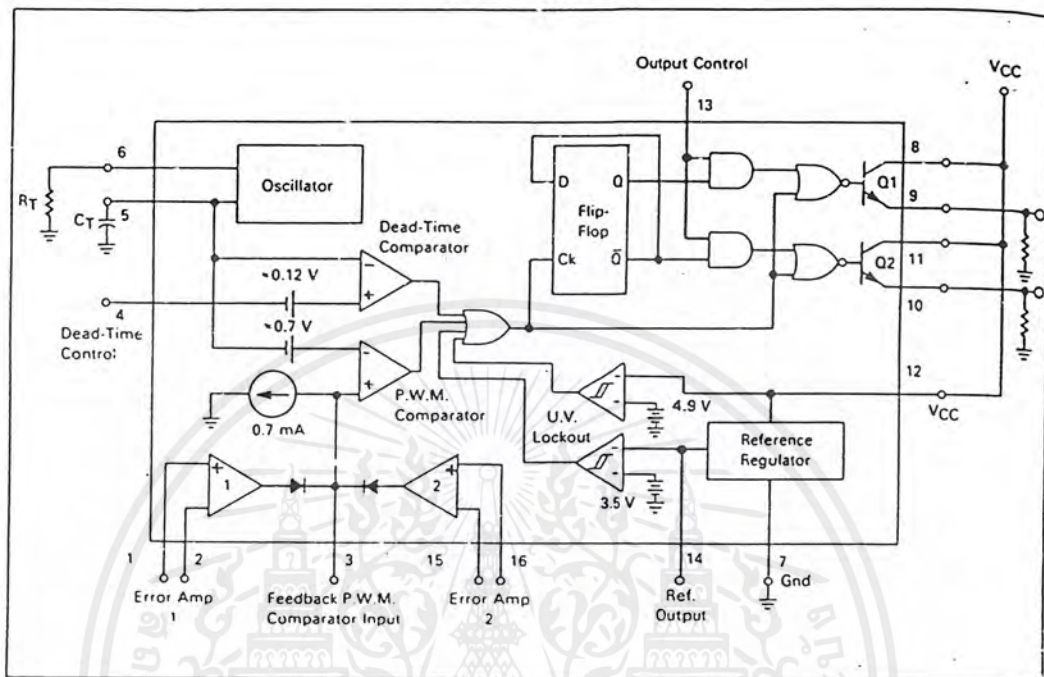 Output Control
VCC
13
6
8
Oscillator
D
Q
Q1
RT
5
9
CT
Flip-
Flop
Dead-Time
Comparator
11
Ck
Q̅
Q2
≈0.12 V
10
4
≈0.7 V
Dead-Time
Control
12
P.W.M.
Comparator
U.V.
Lockout
4.9 V
VCC
0.7 mA
Reference
Regulator
1
2
3.5 V
1
2
3
15
16
14
7
Gnd
Error Amp
1
Feedback P.W.M.
Comparator Input
Error Amp
2
Ref.
Output